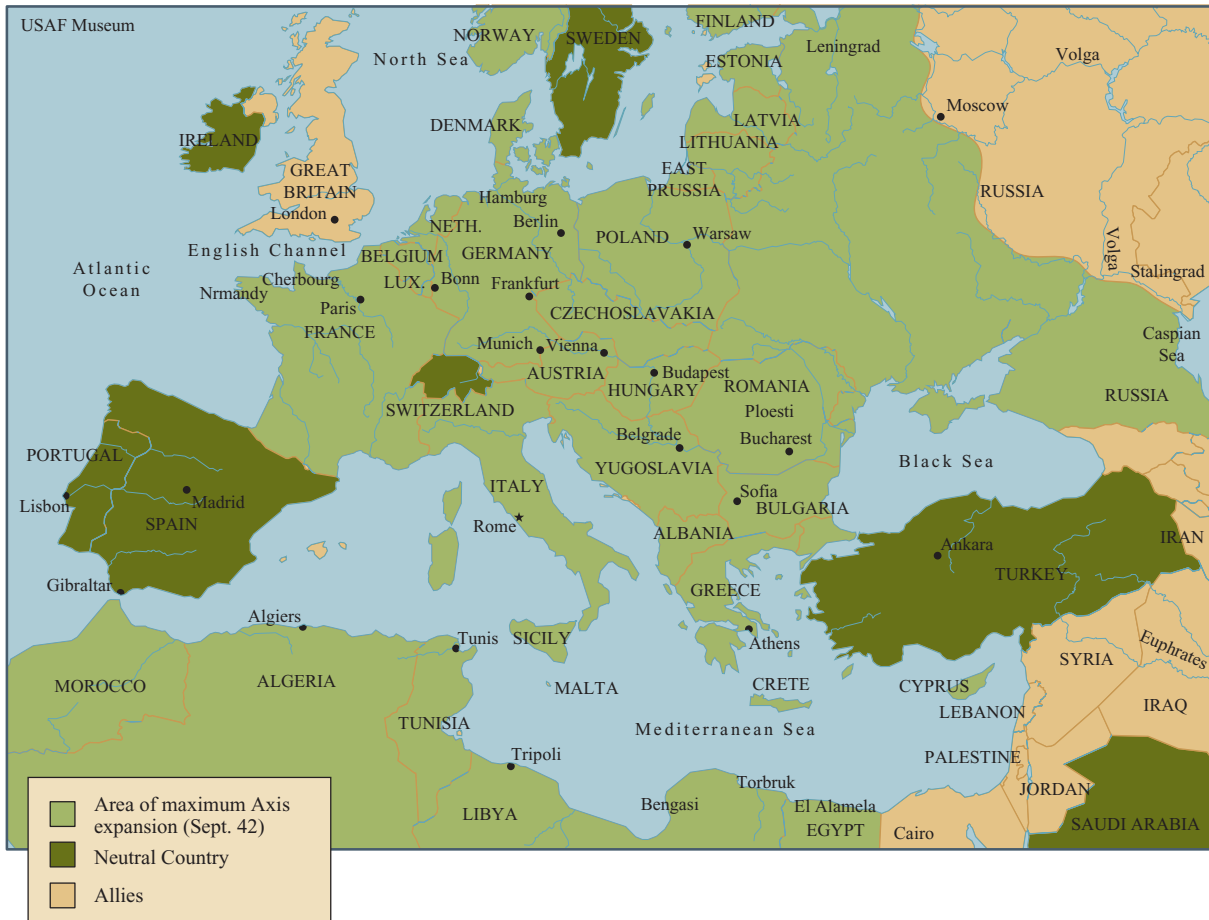 USAF Museum
NORWAY
SWEDEN
FINLAND
Leningrad
North Sea
ESTONIA
Volga
Moscow
IRELAND
DENMARK
LATVIA
LITHUANIA
EAST
PRUSSIA
RUSSIA
GREAT
BRITAIN
London
Hamburg
Berlin
NETH.
POLAND
Warsaw
English Channel
BELGIUM
GERMANY
Volga
Atlantic
Ocean
Cherbourg
LUX.
Bonn
Frankfurt
Stalingrad
Nrmandy
Paris
FRANCE
CZECHOSLAVAKIA
Caspian
Sea
Munich
Vienna
AUSTRIA
Budapest
HUNGARY
ROMANIA
Ploesti
RUSSIA
SWITZERLAND
Belgrade
Bucharest
PORTUGAL
YUGOSLAVIA
Black Sea
Lisbon
Madrid
SPAIN
ITALY
Rome
Sofia
BULGARIA
ALBANIA
Ankara
TURKEY
IRAN
Gibraltar
GREECE
Algiers
Tunis
SICILY
Athens
MOROCCO
ALGERIA
MALTA
CRETE
CYPRUS
SYRIA
Euphrates
LEBANON
IRAQ
TUNISIA
Mediterranean Sea
Tripoli
PALESTINE
LIBYA
Bengasi
Torbruk
El Alamela
EGYPT
Cairo
JORDAN
SAUDI ARABIA
Area of maximum Axis
expansion (Sept. 42)
Neutral Country
Allies